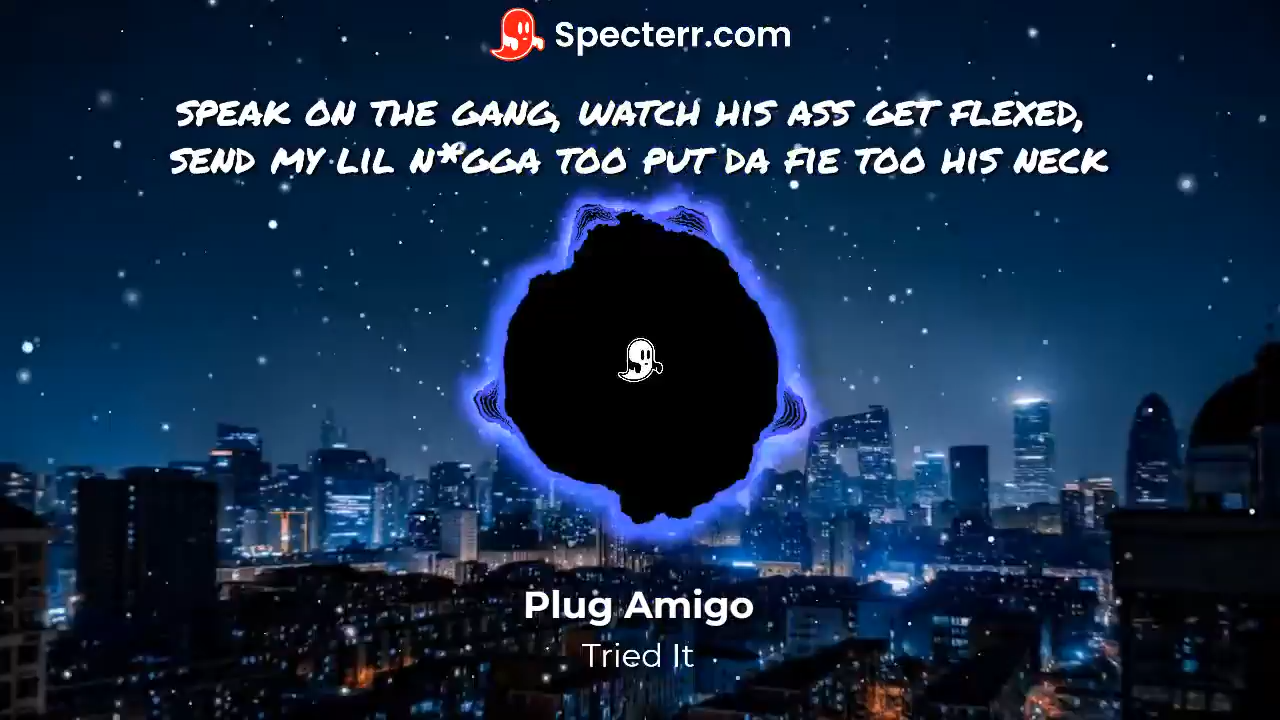 Specterr.com
SPEAK ON THE GANG, WATCH HIS ASS GET FLEXED,
SEND MY LIL N*GGA TOO PUT DA FIE TOO HIS NECK
Plug Amigo
Tried It